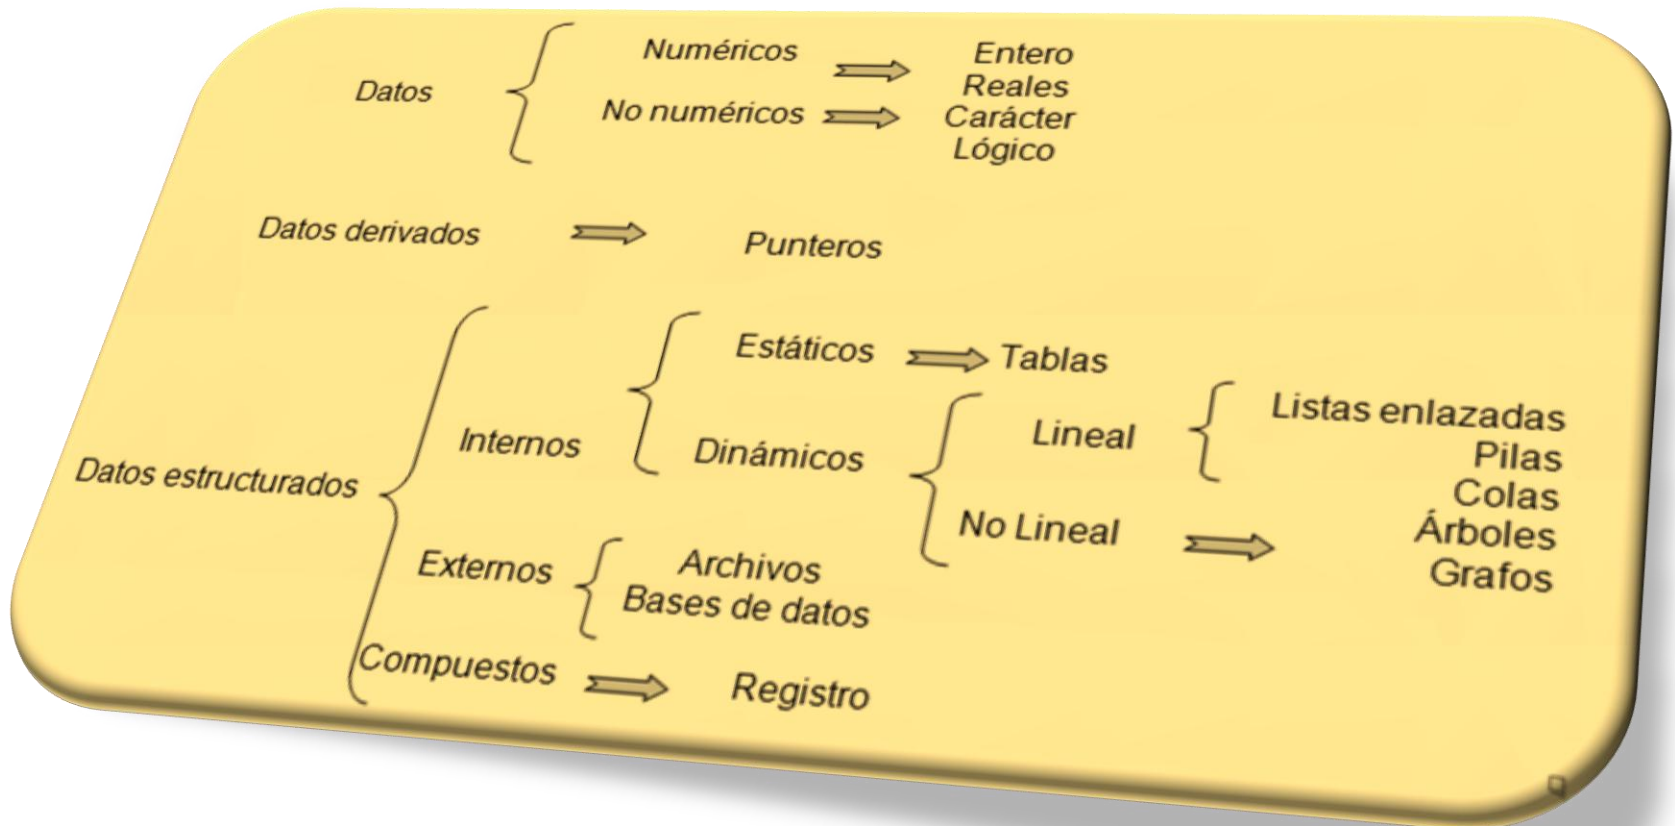 Datos
Numéricos
Entero
Reales
No numéricos
Carácter
Lógico
Datos derivados
Punteros
Datos estructurados
Internos
Estáticos
Tablas
Dinámicos
Lineal
Listas enlazadas
Pilas
Colas
No Lineal
Árboles
Grafos
Externos
Archivos
Bases de datos
Compuestos
Registro